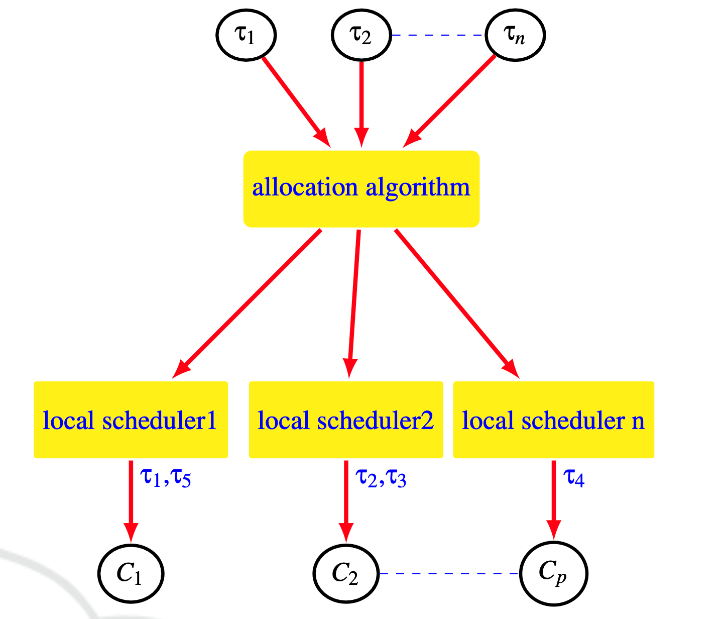 τ1 τ2 τn
allocation algorithm
local scheduler1 local scheduler2 local scheduler n
τ1,τ5 τ2,τ3 τ4
C1 C2 Cp